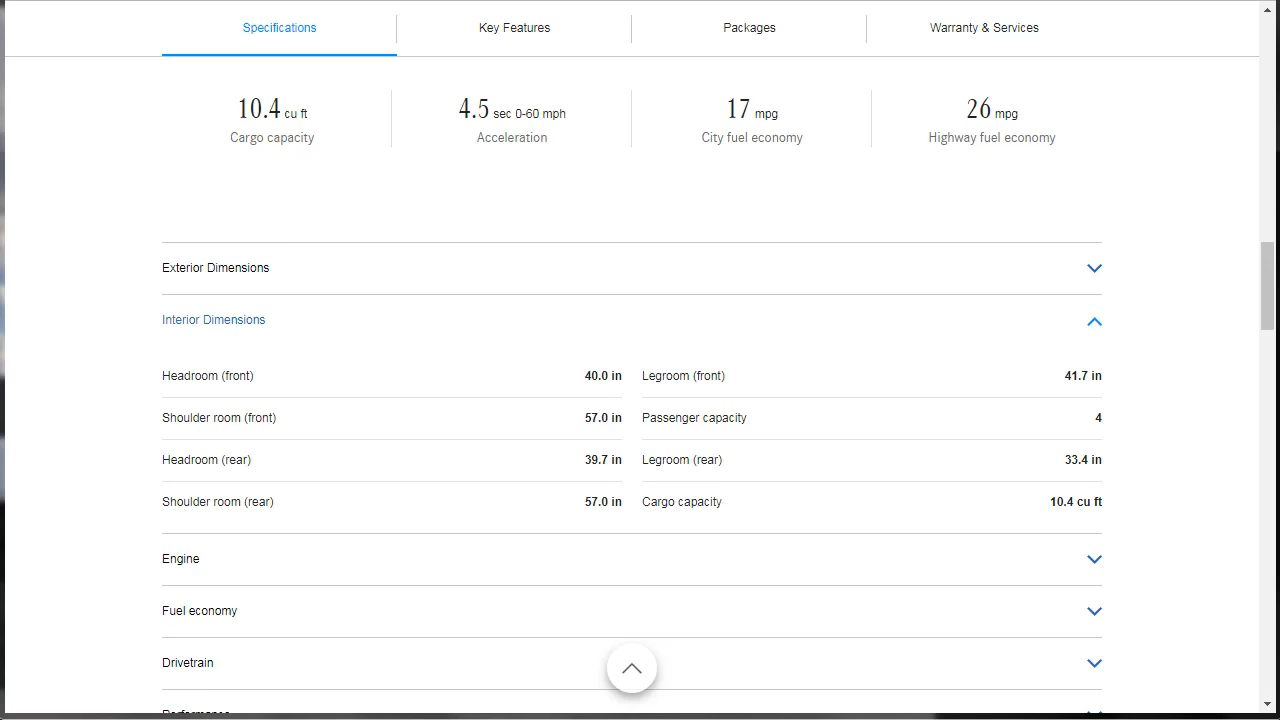 Specifications
Key Features
Packages
Warranty & Services
10.4 cu ft
Cargo capacity
4.5 sec 0-60 mph
Acceleration
17 mpg
City fuel economy
26 mpg
Highway fuel economy
Exterior Dimensions
Interior Dimensions
Headroom (front) 40.0 in
Legroom (front) 41.7 in
Shoulder room (front) 57.0 in
Passenger capacity 4
Headroom (rear) 39.7 in
Legroom (rear) 33.4 in
Shoulder room (rear) 57.0 in
Cargo capacity 10.4 cu ft
Engine
Fuel economy
Drivetrain
Performance